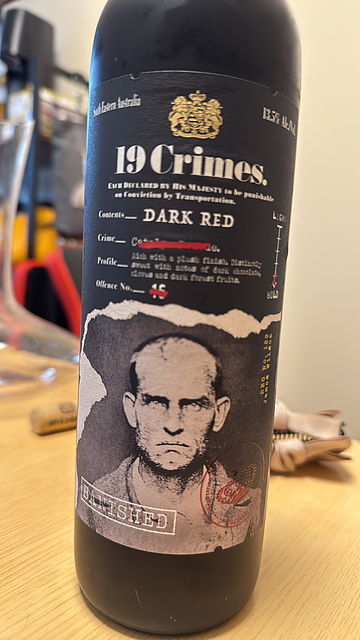 South Eastern Australia
13.5% Alc./Vol.
19 Crimes.
EACH DECLARED BY HIS MAJESTY to be punishable
on Conviction by Transportation.
Contents DARK RED
LIGHT
Crime
Profile Rich with a plush finish. Distinctly
sweet with notes of dark chocolate,
cloves and dark forest fruits.
BOLD
Offence No.
BANISHED